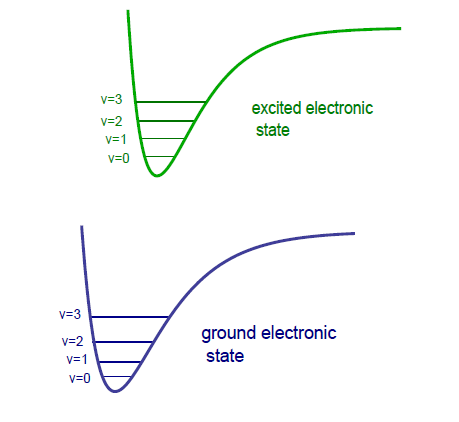 v=3
v=2
v=1
v=0
excited electronic
state
v=3
v=2
v=1
v=0
ground electronic
state